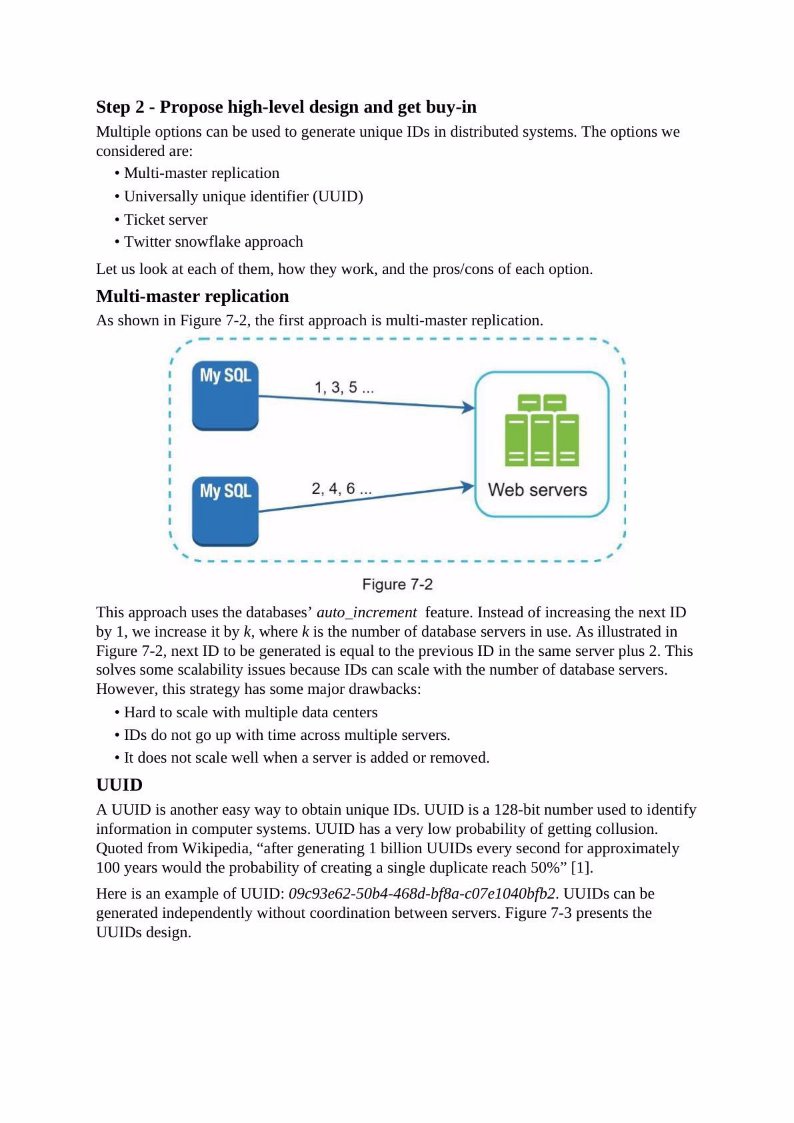 Step 2 - Propose high-level design and get buy-in
Multiple options can be used to generate unique IDs in distributed systems. The options we
considered are:
• Multi-master replication
• Universally unique identifier (UUID)
• Ticket server
• Twitter snowflake approach
Let us look at each of them, how they work, and the pros/cons of each option.
Multi-master replication
As shown in Figure 7-2, the first approach is multi-master replication.
My SQL
1, 3, 5 ...
My SQL
2, 4, 6 ...
Web servers
Figure 7-2
This approach uses the databases’ auto_increment feature. Instead of increasing the next ID
by 1, we increase it by k, where k is the number of database servers in use. As illustrated in
Figure 7-2, next ID to be generated is equal to the previous ID in the same server plus 2. This
solves some scalability issues because IDs can scale with the number of database servers.
However, this strategy has some major drawbacks:
• Hard to scale with multiple data centers
• IDs do not go up with time across multiple servers.
• It does not scale well when a server is added or removed.
UUID
A UUID is another easy way to obtain unique IDs. UUID is a 128-bit number used to identify
information in computer systems. UUID has a very low probability of getting collusion.
Quoted from Wikipedia, “after generating 1 billion UUIDs every second for approximately
100 years would the probability of creating a single duplicate reach 50%” [1].
Here is an example of UUID: 09c93e62-50b4-468d-bf8a-c07e1040bfb2. UUIDs can be
generated independently without coordination between servers. Figure 7-3 presents the
UUIDs design.